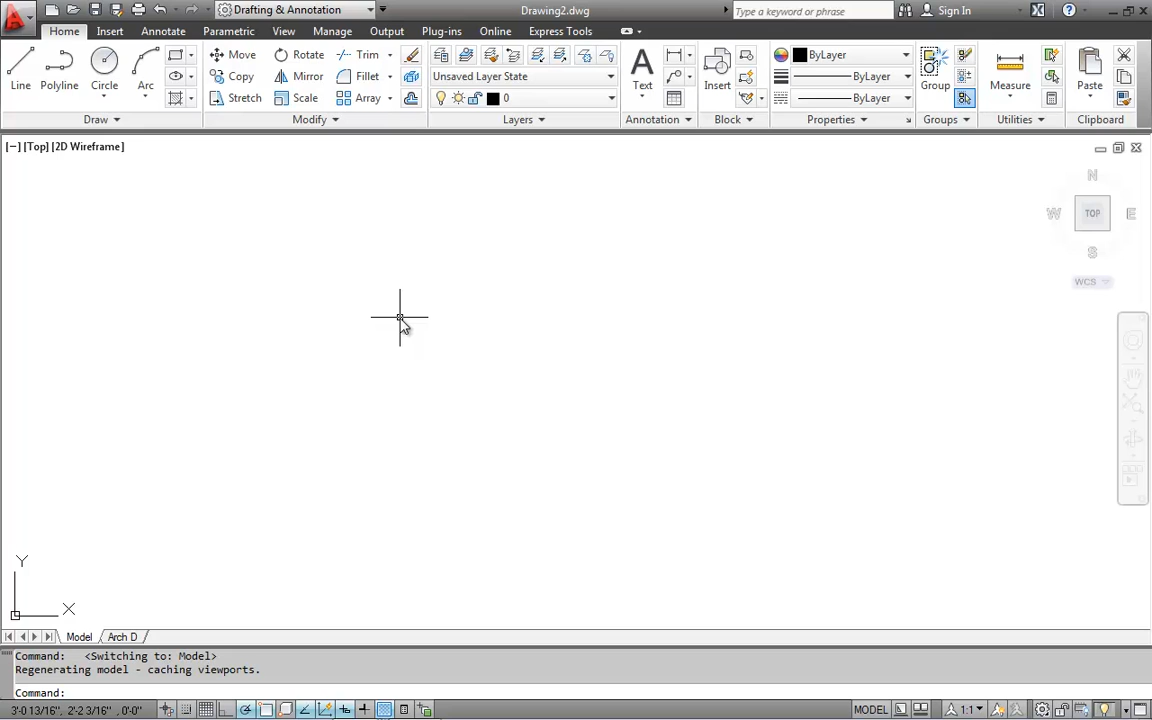 Drafting & Annotation
Drawing2.dwg
Type a keyword or phrase
Sign In
Home Insert Annotate Parametric View Manage Output Plug-ins Online Express Tools
Line Polyline Circle Arc
Move Rotate Trim
Copy Mirror Fillet
Stretch Scale Array
Unsaved Layer State
0
Text
Insert
ByLayer
ByLayer
ByLayer
Group
Measure
Paste
Draw Modify Layers Annotation Block Properties Groups Utilities Clipboard
[−] [Top] [2D Wireframe]
N
W TOP E
S
WCS
Y
X
Model Arch D
Command: <Switching to: Model>
Regenerating model - caching viewports.
Command:
3'-0 13/16", 2'-2 3/16" , 0'-0"
MODEL
1:1